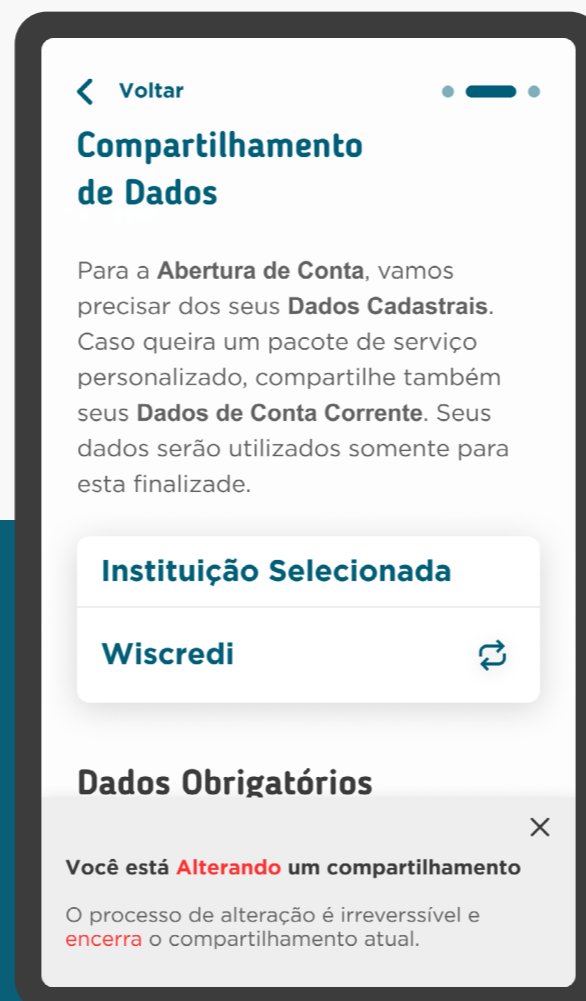 Voltar
Compartilhamento
de Dados
Para a Abertura de Conta, vamos
precisar dos seus Dados Cadastrais.
Caso queira um pacote de serviço
personalizado, compartilhe também
seus Dados de Conta Corrente. Seus
dados serão utilizados somente para
esta finalizade.
Instituição Selecionada
Wiscredi
Dados Obrigatórios
Você está Alterando um compartilhamento
O processo de alteração é irreverssível e
encerra o compartilhamento atual.